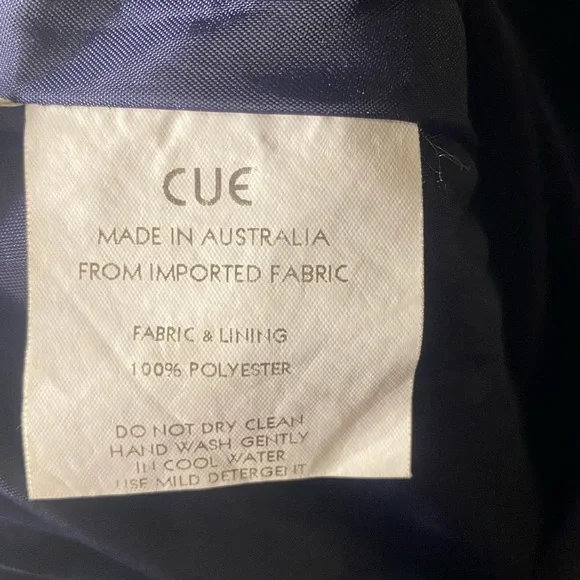 CUE
MADE IN AUSTRALIA
FROM IMPORTED FABRIC
FABRIC & LINING
100% POLYESTER
DO NOT DRY CLEAN
HAND WASH GENTLY
IN COOL WATER
USE MILD DETERGENT